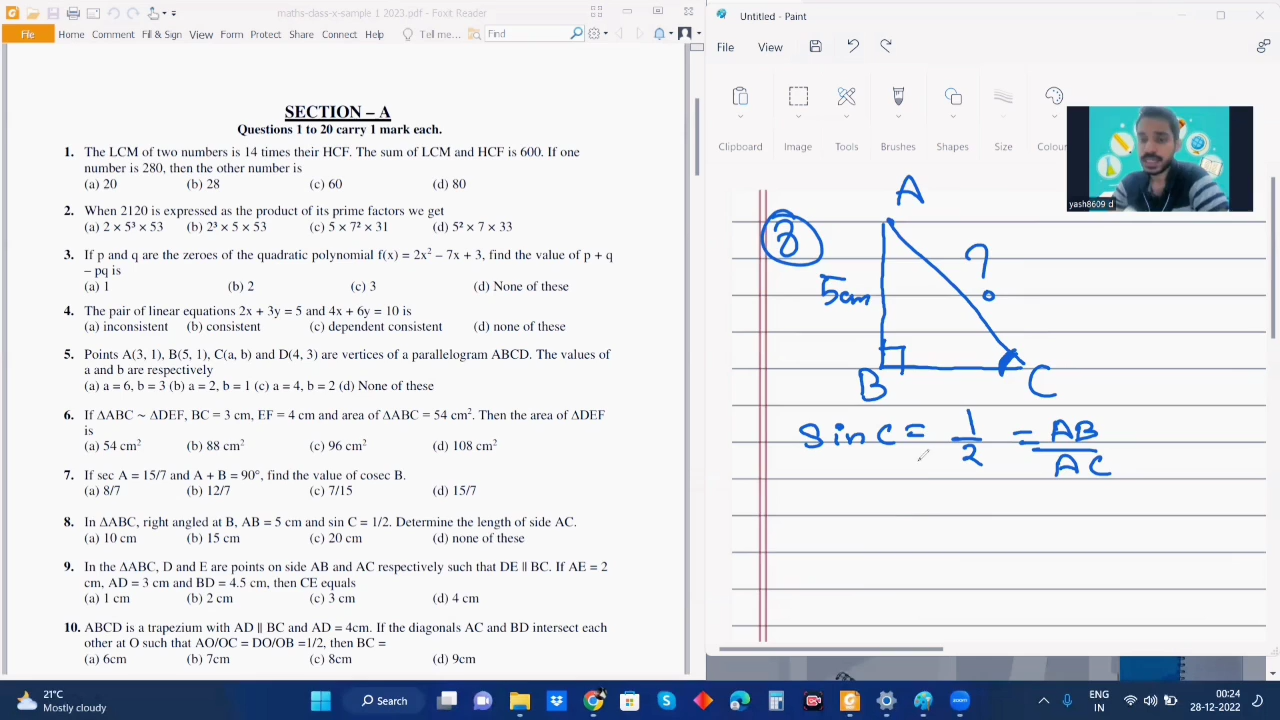 maths-class-x-sample 1 2023.pdf - Foxit Reader
File Home Comment Fill & Sign View Form Protect Share Connect Help Tell me... Find
SECTION – A
Questions 1 to 20 carry 1 mark each.
1. The LCM of two numbers is 14 times their HCF. The sum of LCM and HCF is 600. If one
number is 280, then the other number is
(a) 20 (b) 28 (c) 60 (d) 80
2. When 2120 is expressed as the product of its prime factors we get
(a) 2 × 5³ × 53 (b) 2³ × 5 × 53 (c) 5 × 7² × 31 (d) 5² × 7 × 33
3. If p and q are the zeroes of the quadratic polynomial f(x) = 2x² – 7x + 3, find the value of p + q
– pq is
(a) 1 (b) 2 (c) 3 (d) None of these
4. The pair of linear equations 2x + 3y = 5 and 4x + 6y = 10 is
(a) inconsistent (b) consistent (c) dependent consistent (d) none of these
5. Points A(3, 1), B(5, 1), C(a, b) and D(4, 3) are vertices of a parallelogram ABCD. The values of
a and b are respectively
(a) a = 6, b = 3 (b) a = 2, b = 1 (c) a = 4, b = 2 (d) None of these
6. If ΔABC ~ ΔDEF, BC = 3 cm, EF = 4 cm and area of ΔABC = 54 cm². Then the area of ΔDEF
is
(a) 54 cm² (b) 88 cm² (c) 96 cm² (d) 108 cm²
7. If sec A = 15/7 and A + B = 90°, find the value of cosec B.
(a) 8/7 (b) 12/7 (c) 7/15 (d) 15/7
8. In ΔABC, right angled at B, AB = 5 cm and sin C = 1/2. Determine the length of side AC.
(a) 10 cm (b) 15 cm (c) 20 cm (d) none of these
9. In the ΔABC, D and E are points on side AB and AC respectively such that DE || BC. If AE = 2
cm, AD = 3 cm and BD = 4.5 cm, then CE equals
(a) 1 cm (b) 2 cm (c) 3 cm (d) 4 cm
10. ABCD is a trapezium with AD || BC and AD = 4cm. If the diagonals AC and BD intersect each
other at O such that AO/OC = DO/OB =1/2, then BC =
(a) 6cm (b) 7cm (c) 8cm (d) 9cm
Untitled - Paint
File View
Clipboard Image Tools Brushes Shapes Size Colou
yash8609 d
A
8
?
5cm
B C
sin C = 1/2 = AB/AC
21°C
Mostly cloudy
Search
ENG
IN
00:24
28-12-2022
zoom